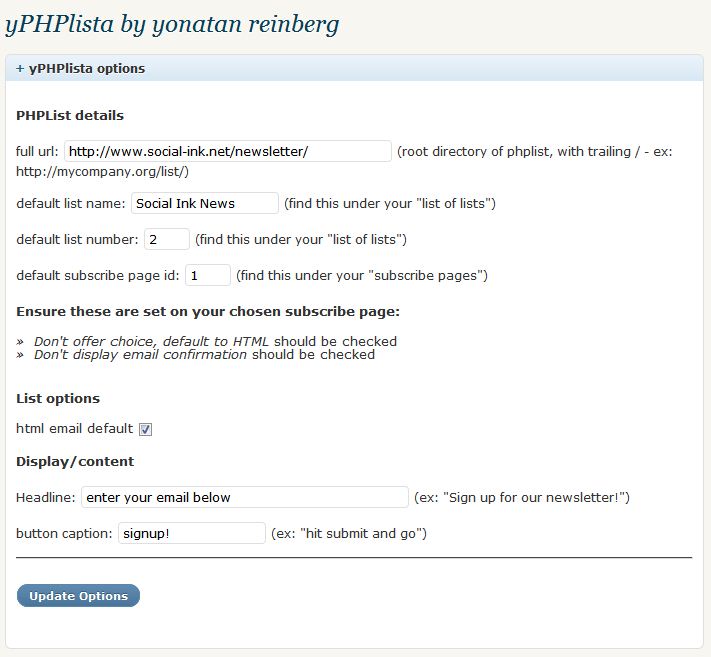 yPHPlista by yonatan reinberg
+ yPHPlista options
PHPList details
full url: http://www.social-ink.net/newsletter/ (root directory of phplist, with trailing / - ex:
http://mycompany.org/list/)
default list name: Social Ink News (find this under your "list of lists")
default list number: 2 (find this under your "list of lists")
default subscribe page id: 1 (find this under your "subscribe pages")
Ensure these are set on your chosen subscribe page:
» Don't offer choice, default to HTML should be checked
» Don't display email confirmation should be checked
List options
html email default
Display/content
Headline: enter your email below (ex: "Sign up for our newsletter!")
button caption: signup! (ex: "hit submit and go")
Update Options